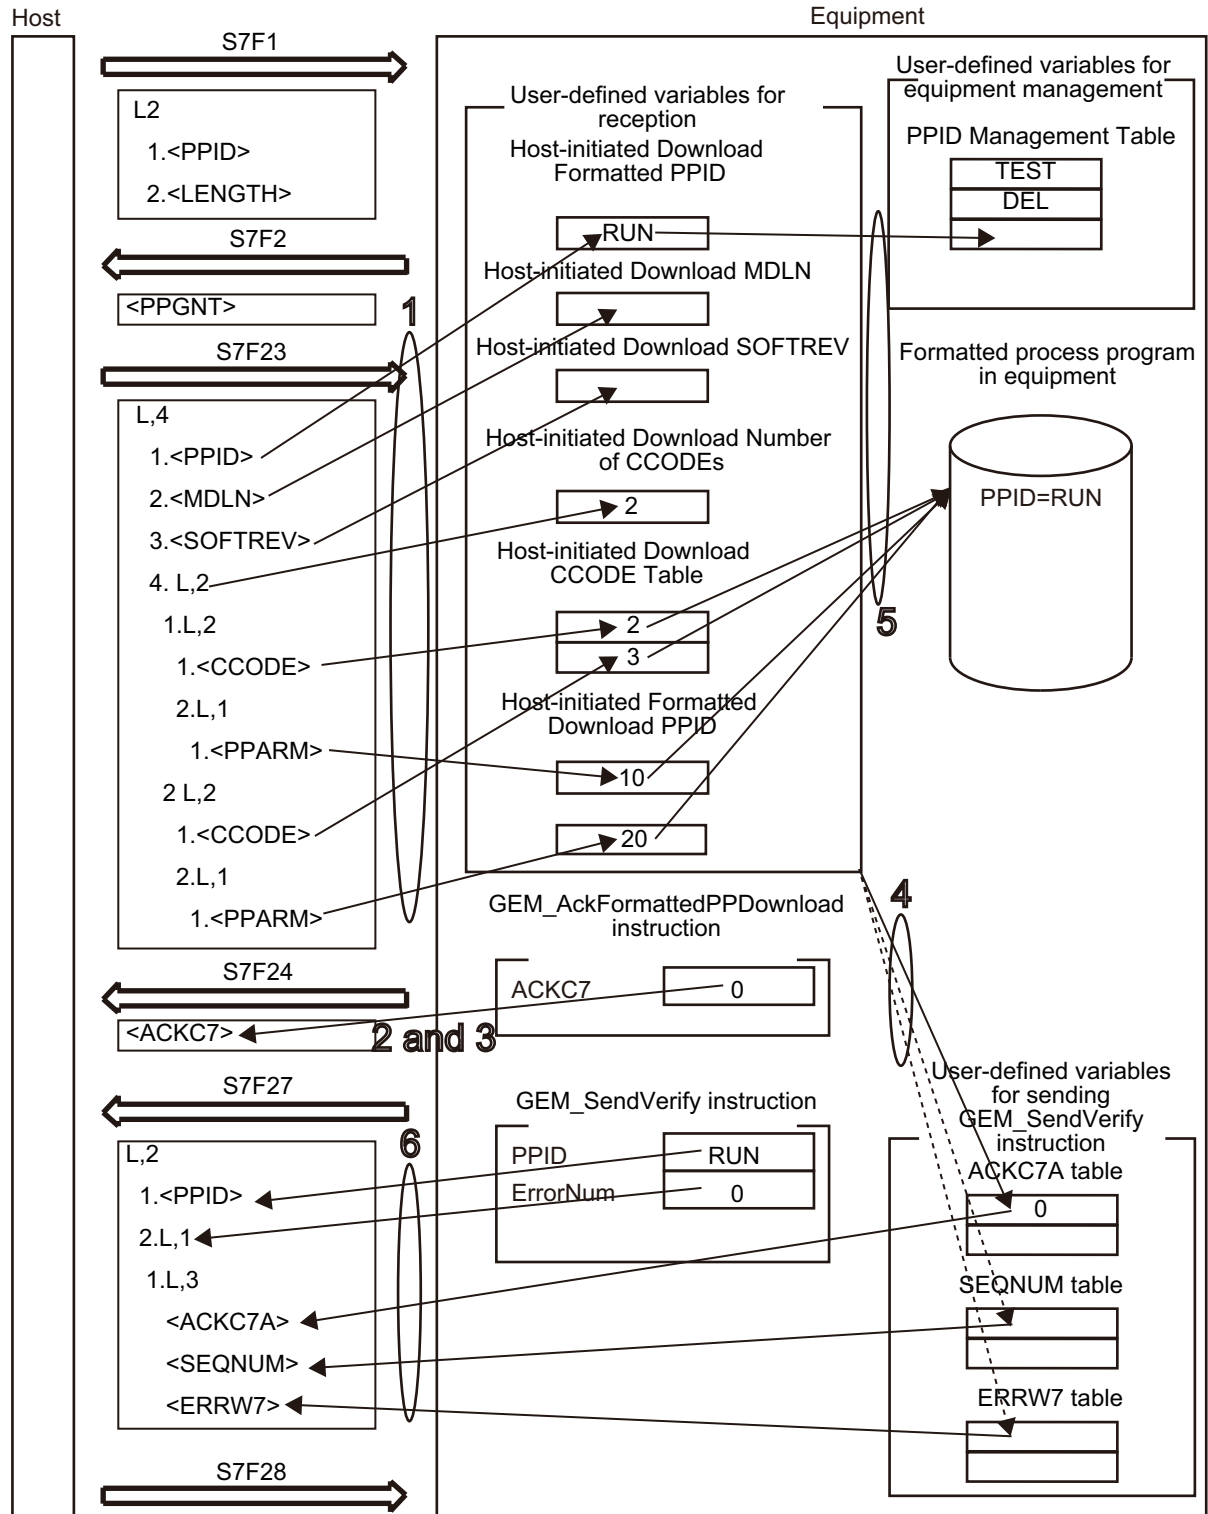 Host
Equipment
S7F1
L2
1.<PPID>
2.<LENGTH>
S7F2
<PPGNT>
1
S7F23
L,4
1.<PPID>
2.<MDLN>
3.<SOFTREV>
4. L,2
1.L,2
1.<CCODE>
2.L,1
1.<PPARM>
2 L,2
1.<CCODE>
2.L,1
1.<PPARM>
S7F24
<ACKC7>
2 and 3
S7F27
6
L,2
1.<PPID>
2.L,1
1.L,3
<ACKC7A>
<SEQNUM>
<ERRW7>
S7F28
User-defined variables for
reception
Host-initiated Download
Formatted PPID
RUN
Host-initiated Download MDLN
Host-initiated Download SOFTREV
Host-initiated Download Number
of CCODEs
2
Host-initiated Download
CCODE Table
2
3
Host-initiated Formatted
Download PPID
10
20
GEM_AckFormattedPPDownload
instruction
ACKC7
0
GEM_SendVerify instruction
PPID
RUN
ErrorNum
0
User-defined variables for
equipment management
PPID Management Table
TEST
DEL
Formatted process program
in equipment
PPID=RUN
5
4
User-defined variables
for sending
GEM_SendVerify
instruction
ACKC7A table
0
SEQNUM table
ERRW7 table